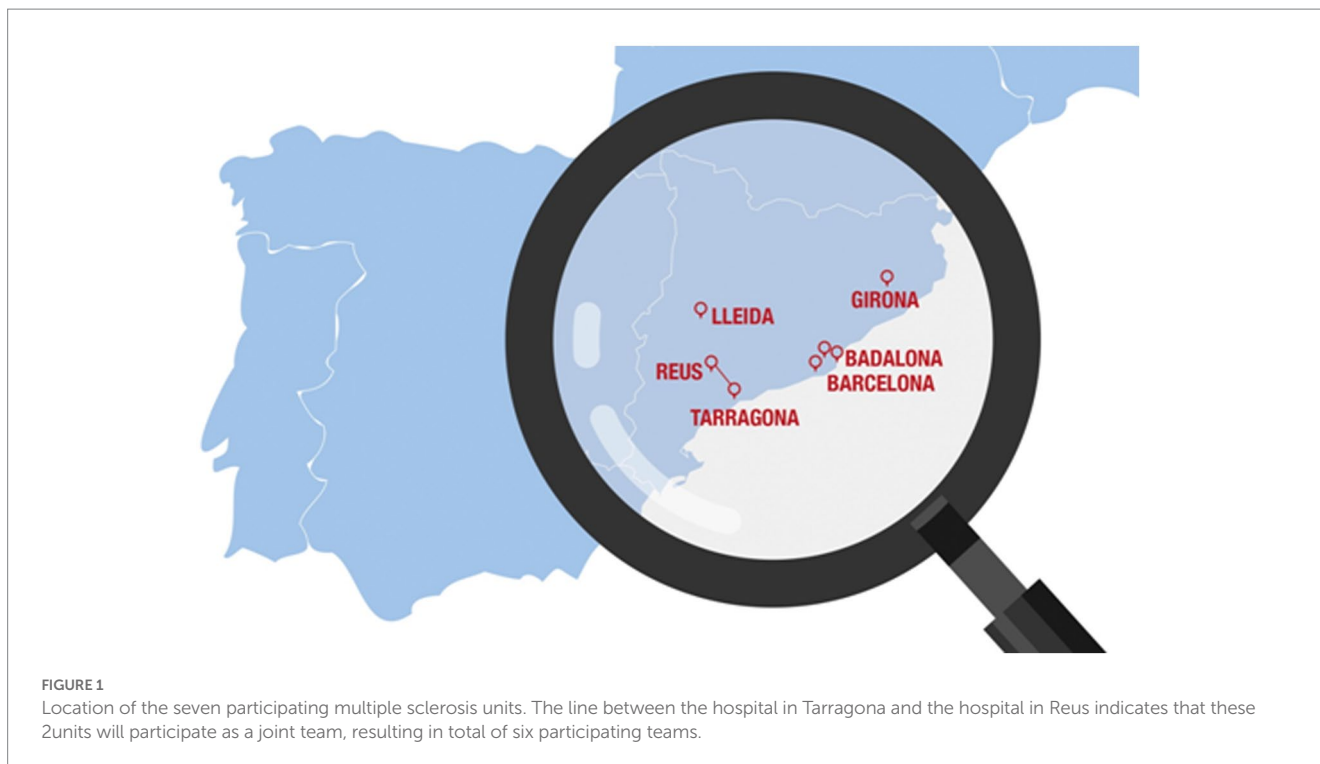 GIRONA
LLEIDA
BADALONA
REUS
BARCELONA
TARRAGONA
FIGURE 1
Location of the seven participating multiple sclerosis units. The line between the hospital in Tarragona and the hospital in Reus indicates that these
2units will participate as a joint team, resulting in total of six participating teams.